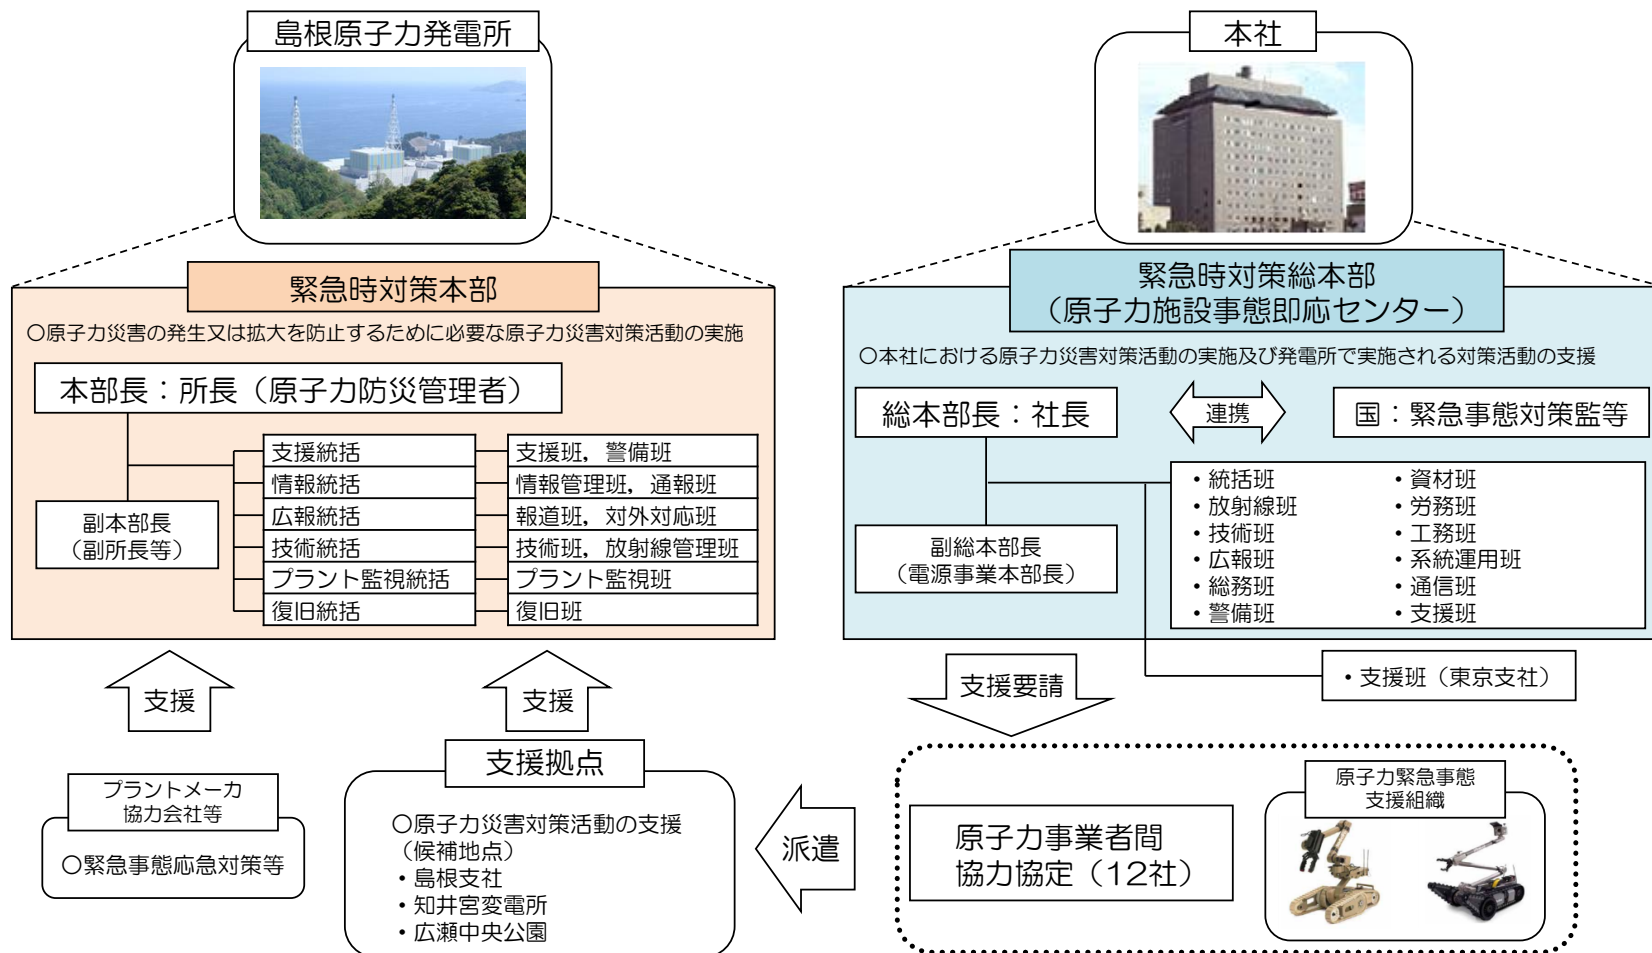 島根原子力発電所
緊急時対策本部
○原子力災害の発生又は拡大を防止するために必要な原子力災害対策活動の実施
本部長：所長（原子力防災管理者）
副本部長
（副所長等）
支援統括
支援班，警備班
情報統括
情報管理班，通報班
広報統括
報道班，対外対応班
技術統括
技術班，放射線管理班
プラント監視統括
プラント監視班
復旧統括
復旧班
本社
緊急時対策総本部
（原子力施設事態即応センター）
○本社における原子力災害対策活動の実施及び発電所で実施される対策活動の支援
総本部長：社長
連携
国：緊急事態対策監等
副総本部長
（電源事業本部長）
・統括班
・放射線班
・技術班
・広報班
・総務班
・警備班
・資材班
・労務班
・工務班
・系統運用班
・通信班
・支援班
・支援班（東京支社）
支援
支援
支援要請
プラントメーカ
協力会社等
○緊急事態応急対策等
支援拠点
○原子力災害対策活動の支援
（候補地点）
・島根支社
・知井宮変電所
・広瀬中央公園
派遣
原子力事業者間
協力協定（12社）
原子力緊急事態
支援組織